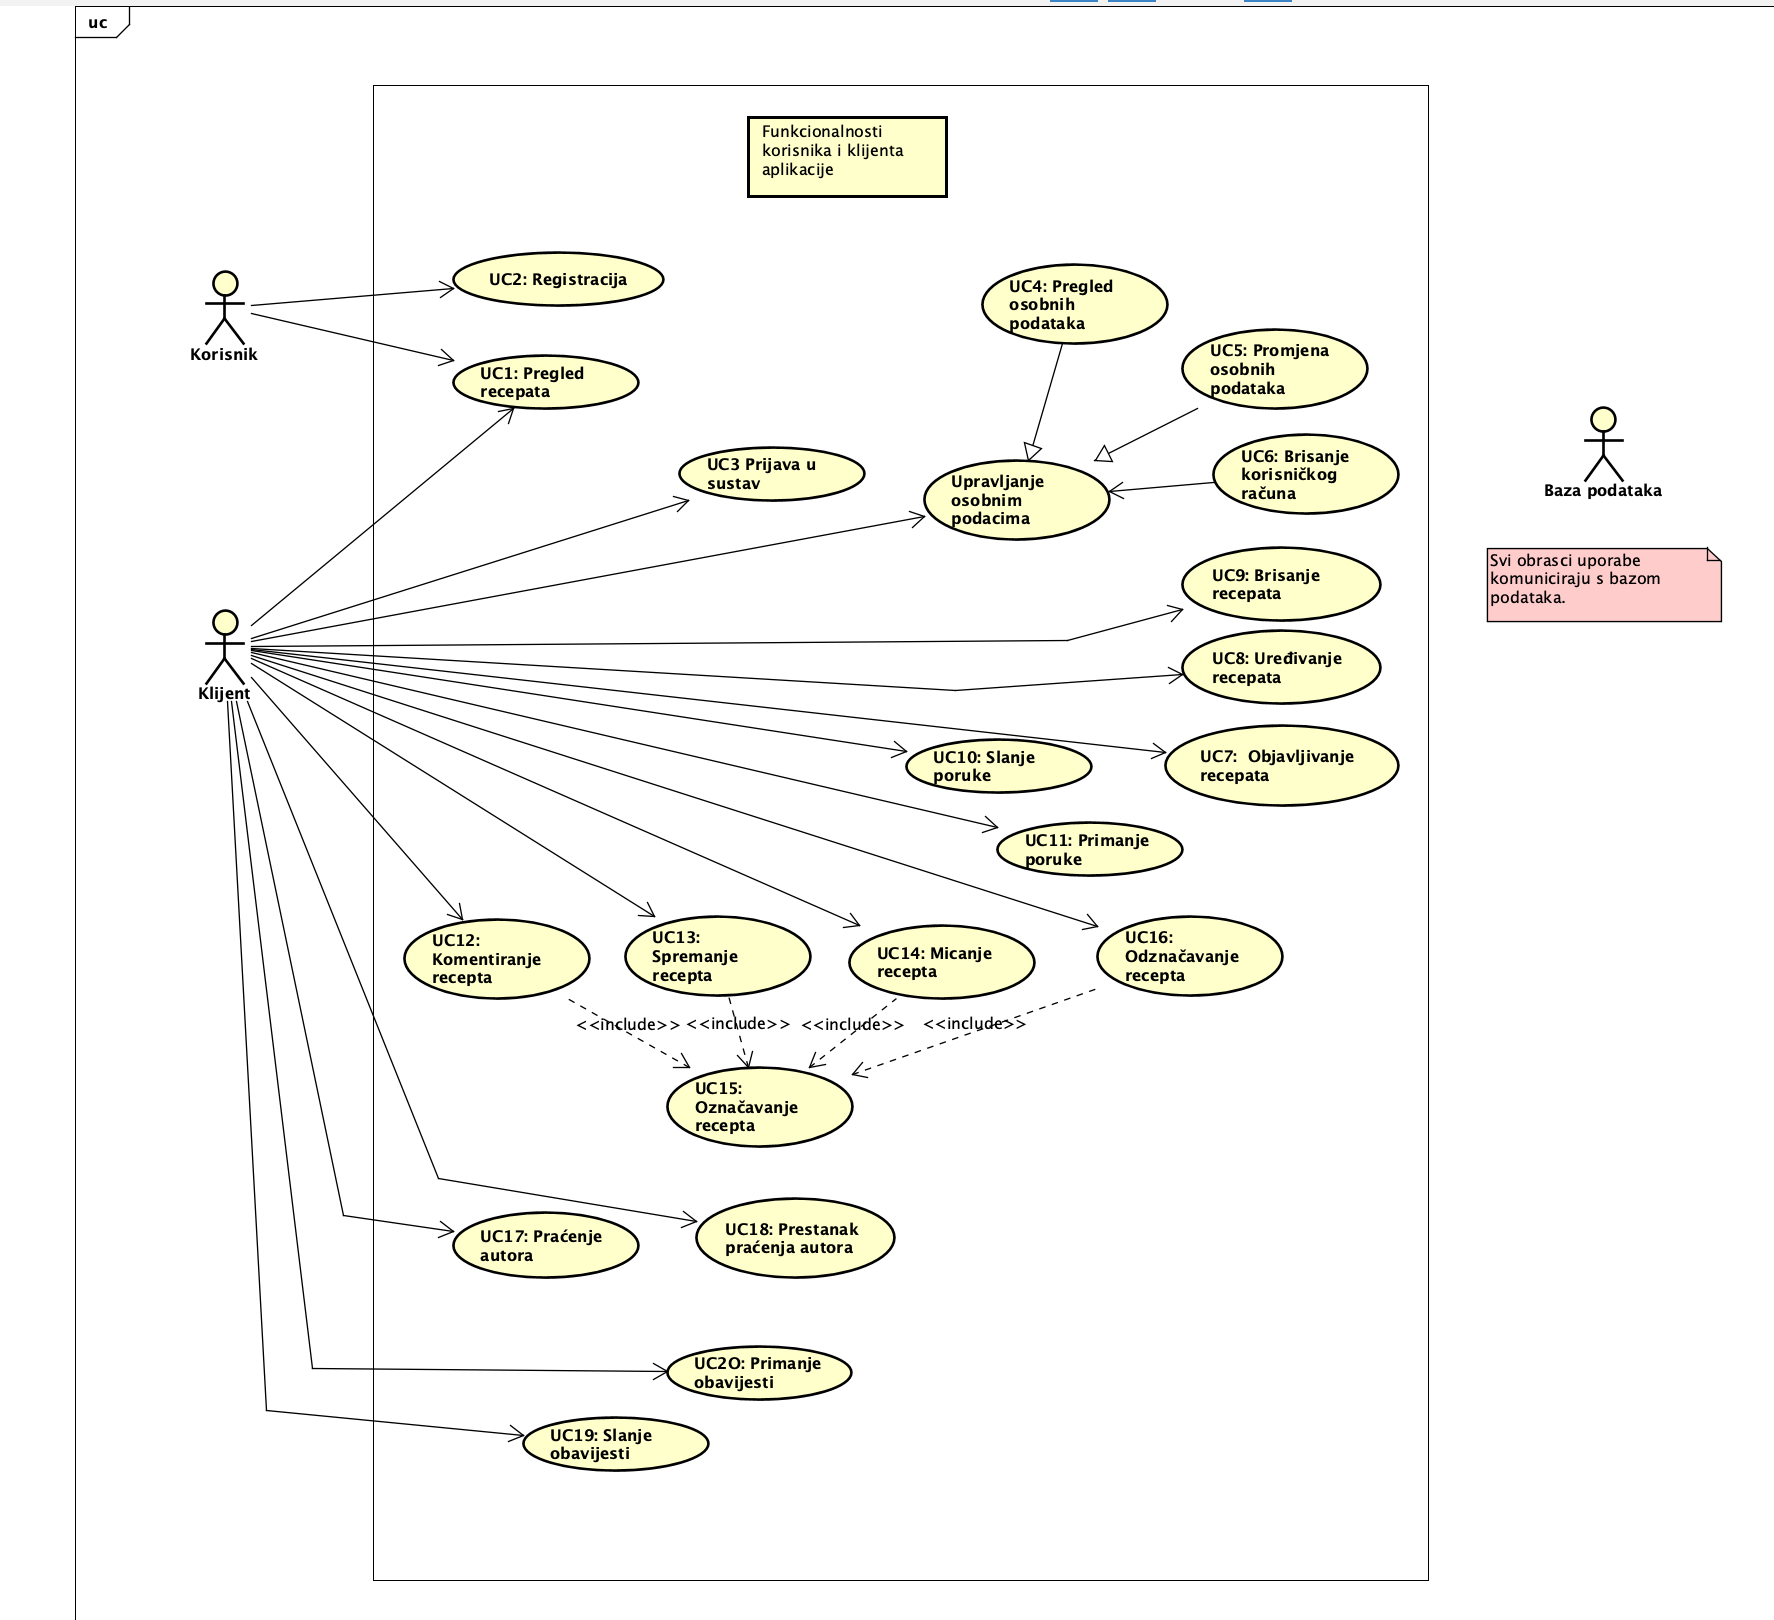 uc
Funkcionalnosti
korisnika i klijenta
aplikacije
UC2: Registracija
UC4: Pregled
osobnih
podataka
Korisnik
UC1: Pregled
recepata
UC5: Promjena
osobnih
podataka
UC3 Prijava u
sustav
Upravljanje
osobnim
podacima
UC6: Brisanje
korisničkog
računa
Baza podataka
Svi obrasci uporabe
komuniciraju s bazom
podataka.
UC9: Brisanje
recepata
Klijent
UC8: Uređivanje
recepata
UC10: Slanje
poruke
UC7:  Objavljivanje
recepata
UC11: Primanje
poruke
UC12:
Komentiranje
recepta
UC13:
Spremanje
recepta
UC14: Micanje
recepta
UC16:
Odznačavanje
recepta
<<include>>
<<include>>
<<include>>
<<include>>
UC15:
Označavanje
recepta
UC17: Praćenje
autora
UC18: Prestanak
praćenja autora
UC2O: Primanje
obavijesti
UC19: Slanje
obavijesti